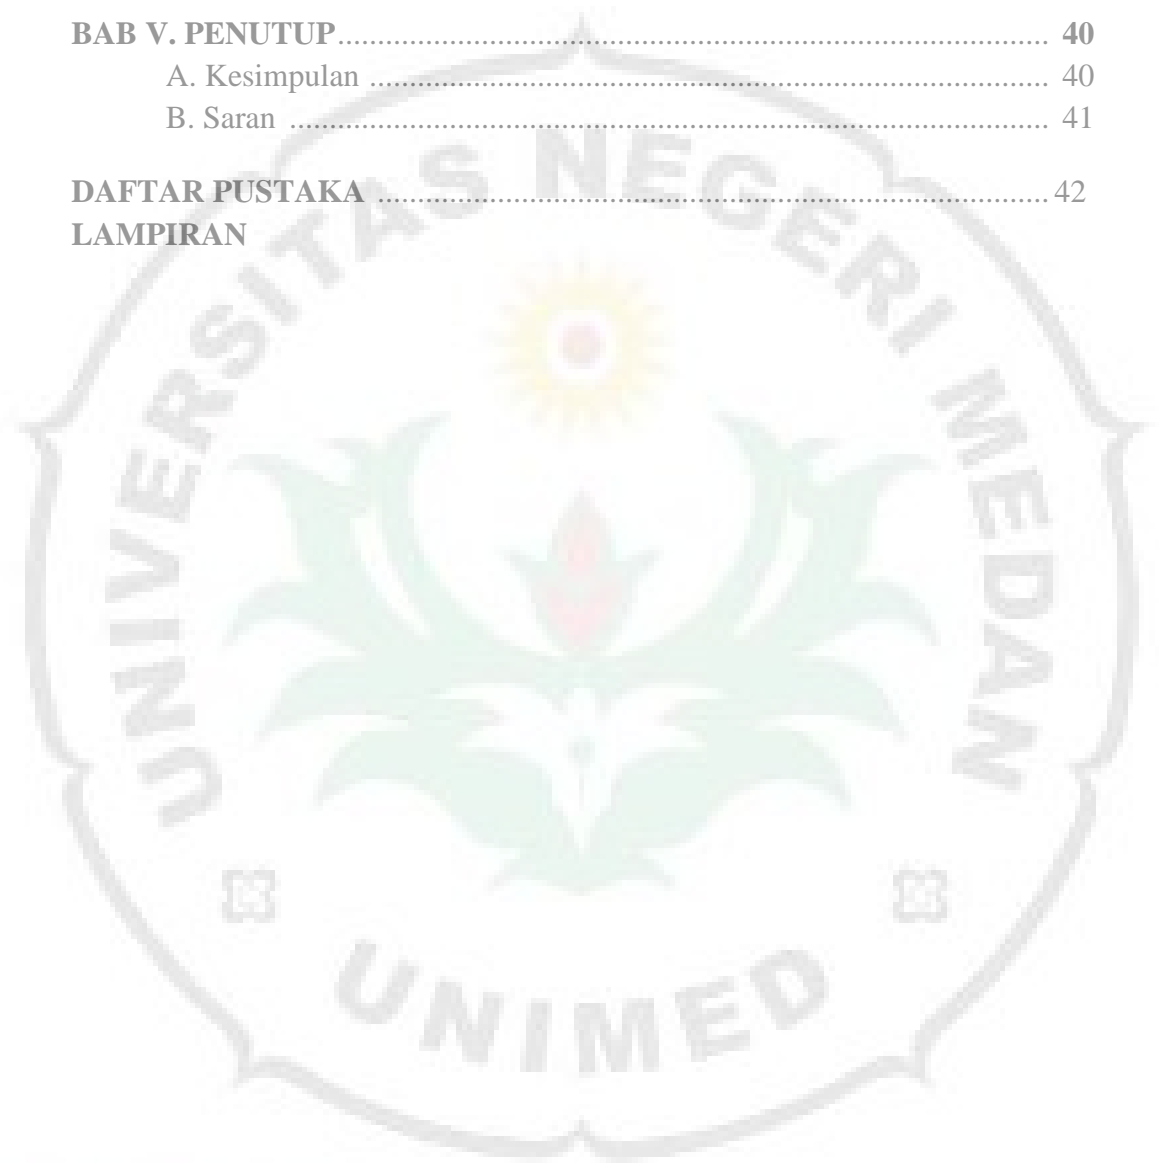 BAB V. PENUTUP........................................................................................... 40
A. Kesimpulan ....................................................................................... 40
B. Saran ................................................................................................. 41
DAFTAR PUSTAKA ...................................................................................... 42
LAMPIRAN
UNIVERSITAS NEGERI MEDAN
UNIMED